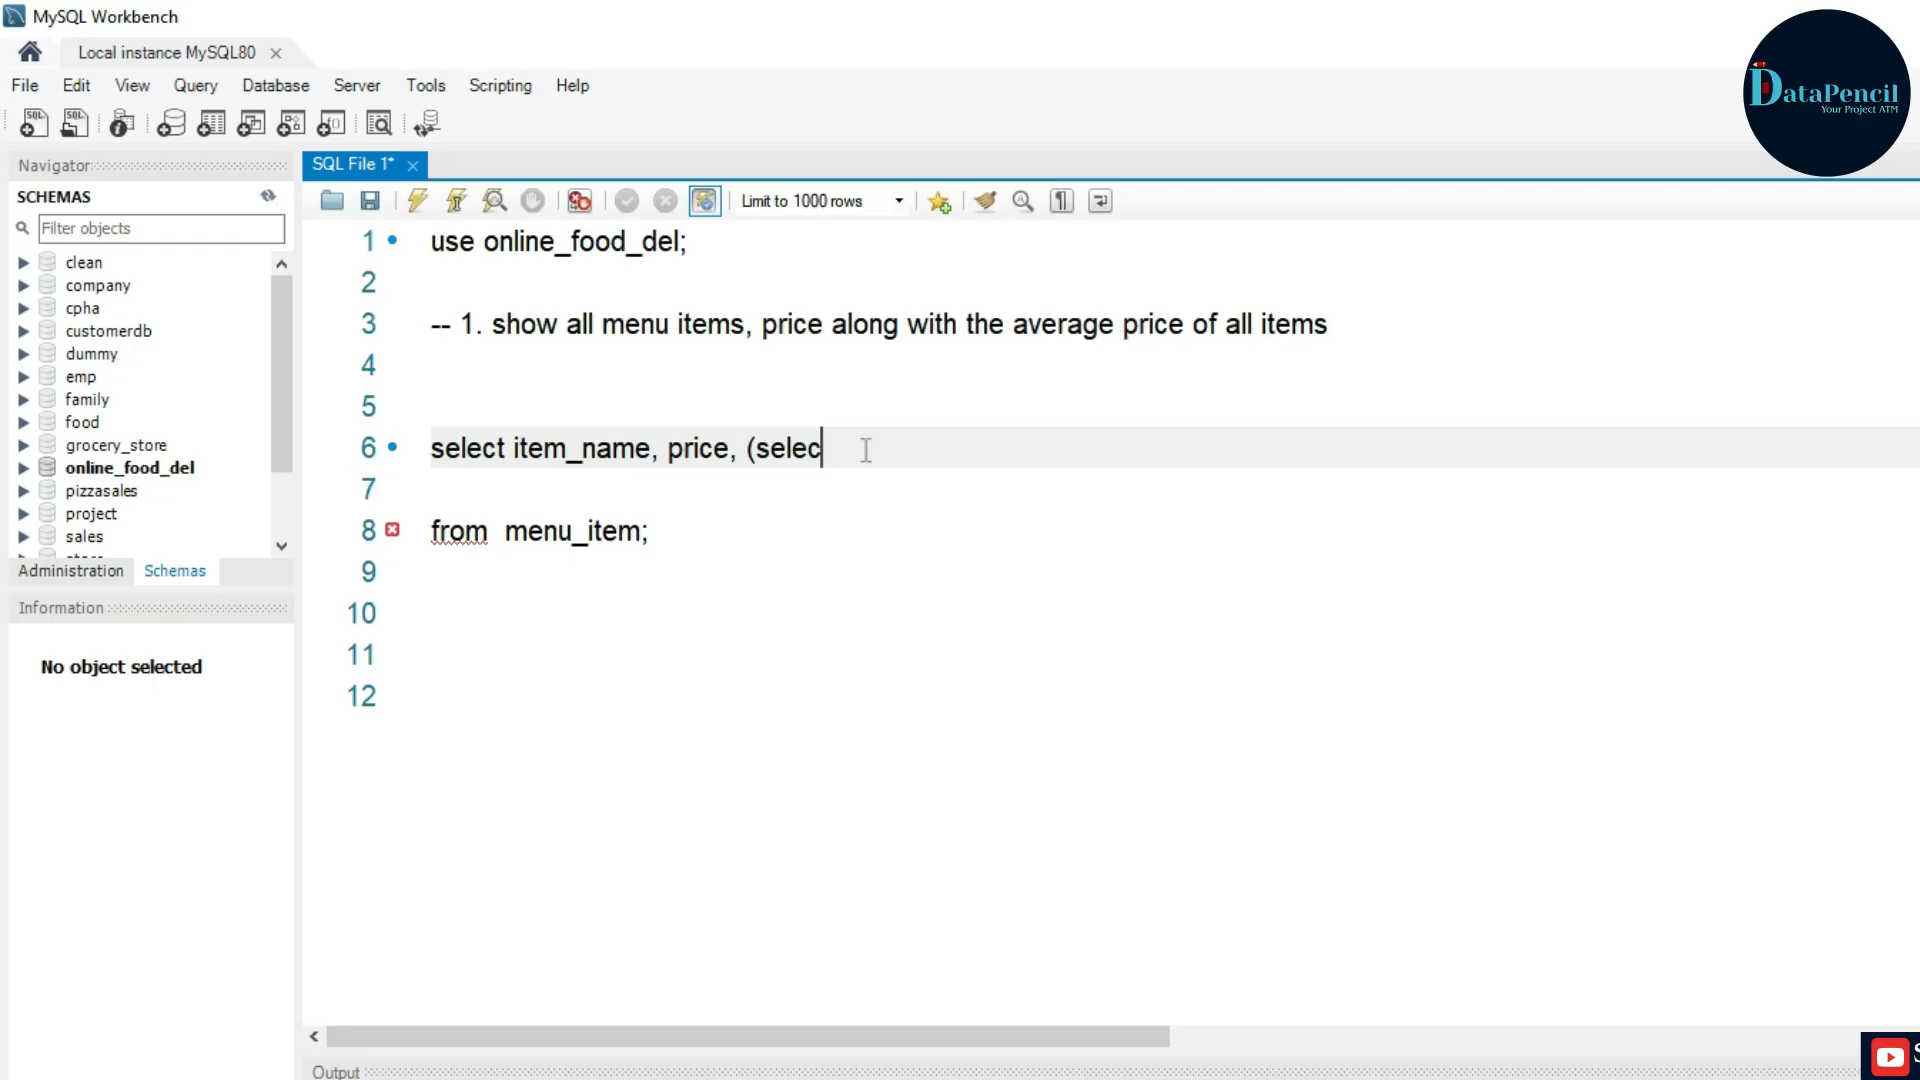 MySQL Workbench
Local instance MySQL80
File Edit View Query Database Server Tools Scripting Help
DataPencil
Your Project ATM
Navigator
SQL File 1*
SCHEMAS
Limit to 1000 rows
Filter objects
clean
company
cpha
customerdb
dummy
emp
family
food
grocery_store
online_food_del
pizzasales
project
sales
Administration Schemas
Information
No object selected
1 use online_food_del;
2
3 -- 1. show all menu items, price along with the average price of all items
4
5
6 select item_name, price, (selec
7
8 from  menu_item;
9
10
11
12
Output